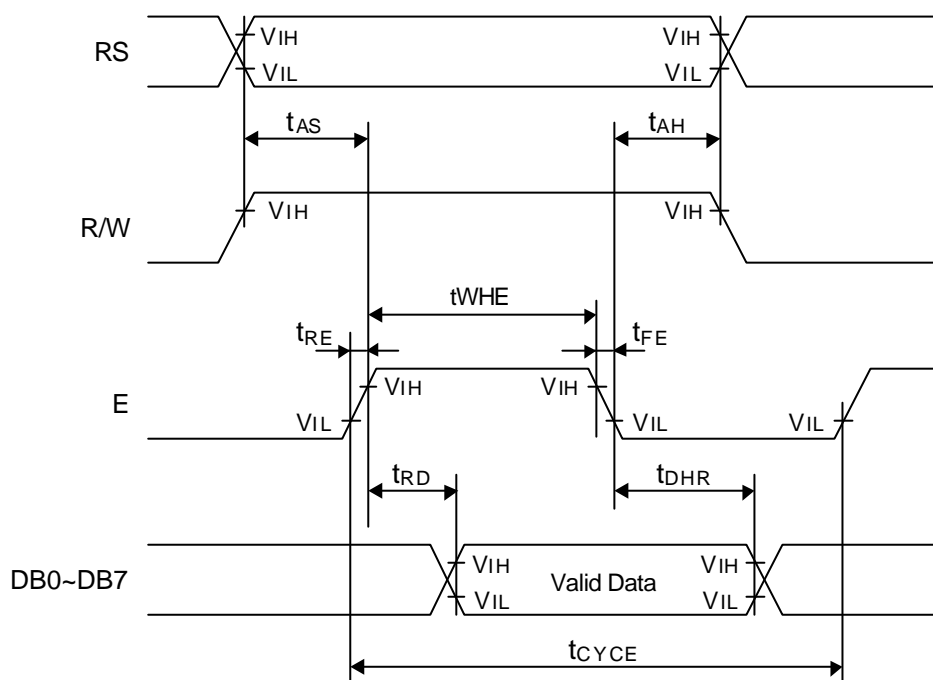 RS
VIH
VIH
VIL
VIL
tAS
tAH
R/W
VIH
VIH
tWHE
tRE
tFE
E
VIH
VIH
VIL
VIL
VIL
tRD
tDHR
DB0~DB7
VIH
Valid Data
VIH
VIL
VIL
tCYCE